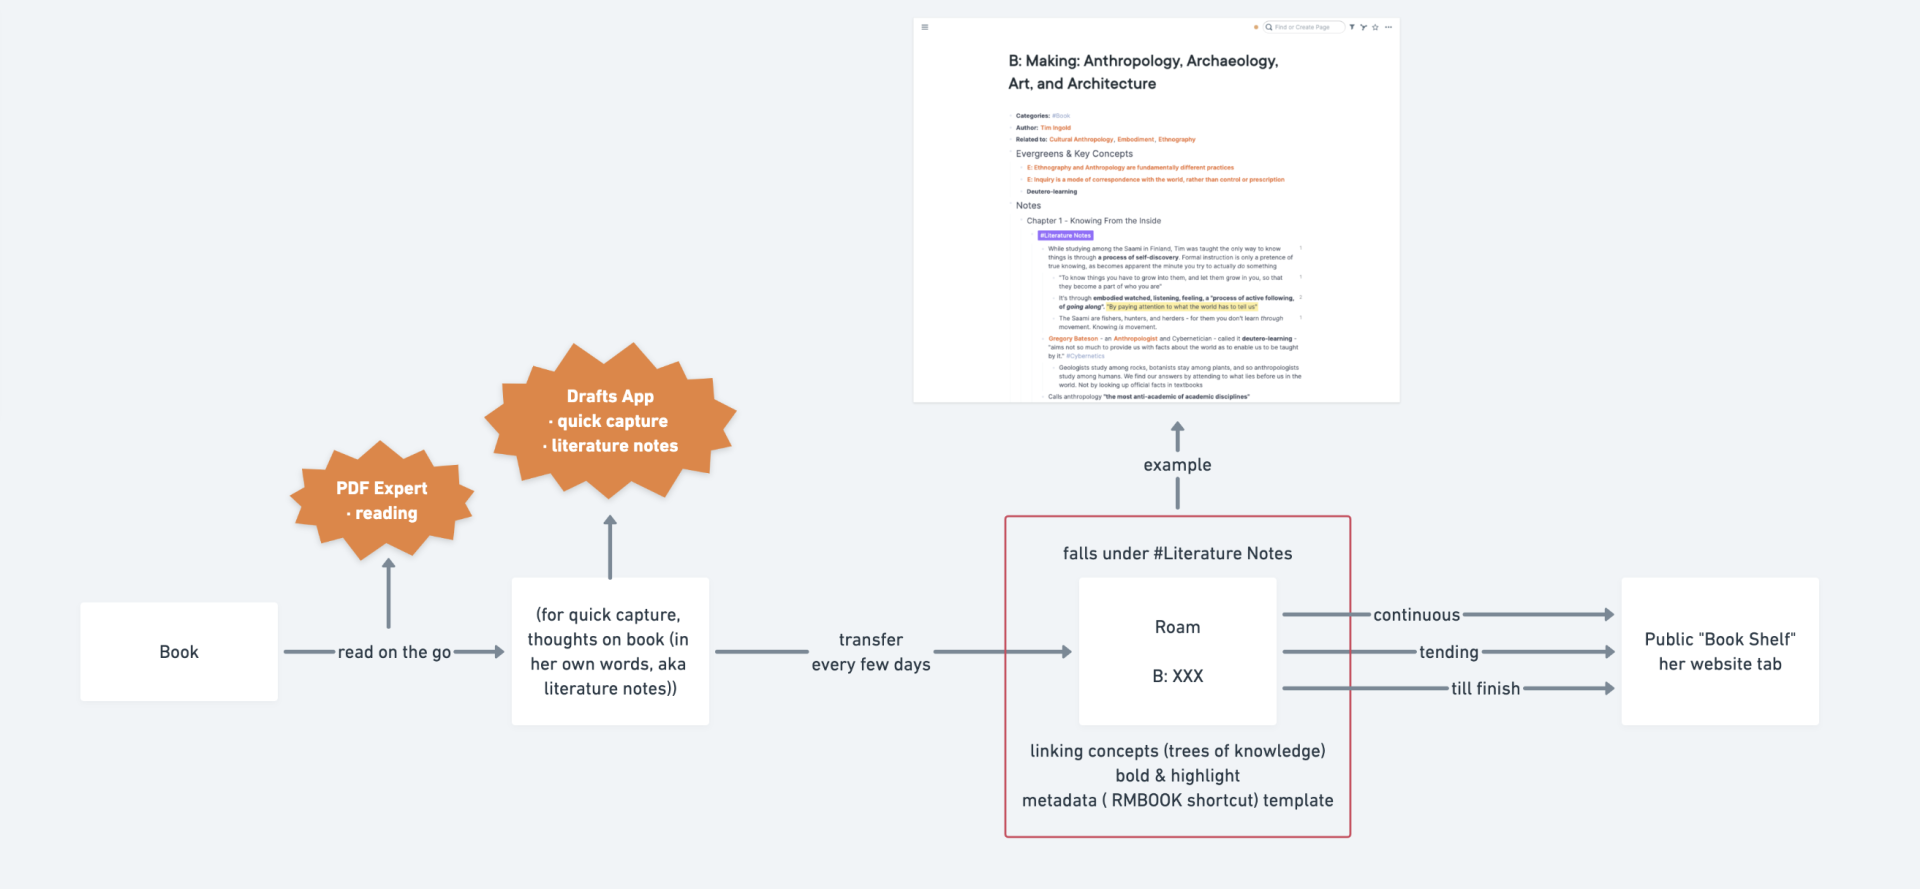 Find or Create Page
B: Making: Anthropology, Archaeology,
Art, and Architecture
Categories: #Book
Author: Tim Ingold
Related to: Cultural Anthropology, Embodiment, Ethnography
Evergreens & Key Concepts
E: Ethnography and Anthropology are fundamentally different practices
E: Inquiry is a mode of correspondence with the world, rather than control or prescription
Deutero-learning
Notes
Chapter 1 - Knowing From the Inside
#Literature Notes
While studying among the Saami in Finland, Tim was taught the only way to know
things is through a process of self-discovery. Formal instruction is only a pretence of
true knowing, as becomes apparent the minute you try to actually do something
"To know things you have to grow into them, and let them grow in you, so that
they become a part of who you are"
It's through embodied watched, listening, feeling, a "process of active following,
of going along". "By paying attention to what the world has to tell us"
The Saami are fishers, hunters, and herders - for them you don't learn through
movement. Knowing is movement.
Gregory Bateson - an Anthropologist and Cybernetician - called it deutero-learning -
"aims not so much to provide us with facts about the world as to enable us to be taught
by it." #Cybernetics
Geologists study among rocks, botanists stay among plants, and so anthropologists
study among humans. We find our answers by attending to what lies before us in the
world. Not by looking up official facts in textbooks
Calls anthropology "the most anti-academic of academic disciplines"
Drafts App
· quick capture
· literature notes
PDF Expert
· reading
example
falls under #Literature Notes
Book
read on the go
(for quick capture,
thoughts on book (in
her own words, aka
literature notes))
transfer
every few days
Roam
B: XXX
continuous
tending
till finish
Public "Book Shelf"
her website tab
linking concepts (trees of knowledge)
bold & highlight
metadata ( RMBOOK shortcut) template